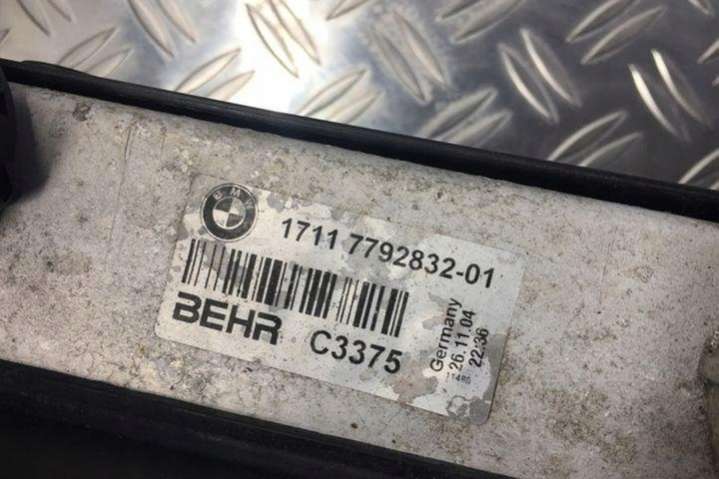 BMW
1711 7792832-01
BEHR C3375
Germany
26.11.04
22:36